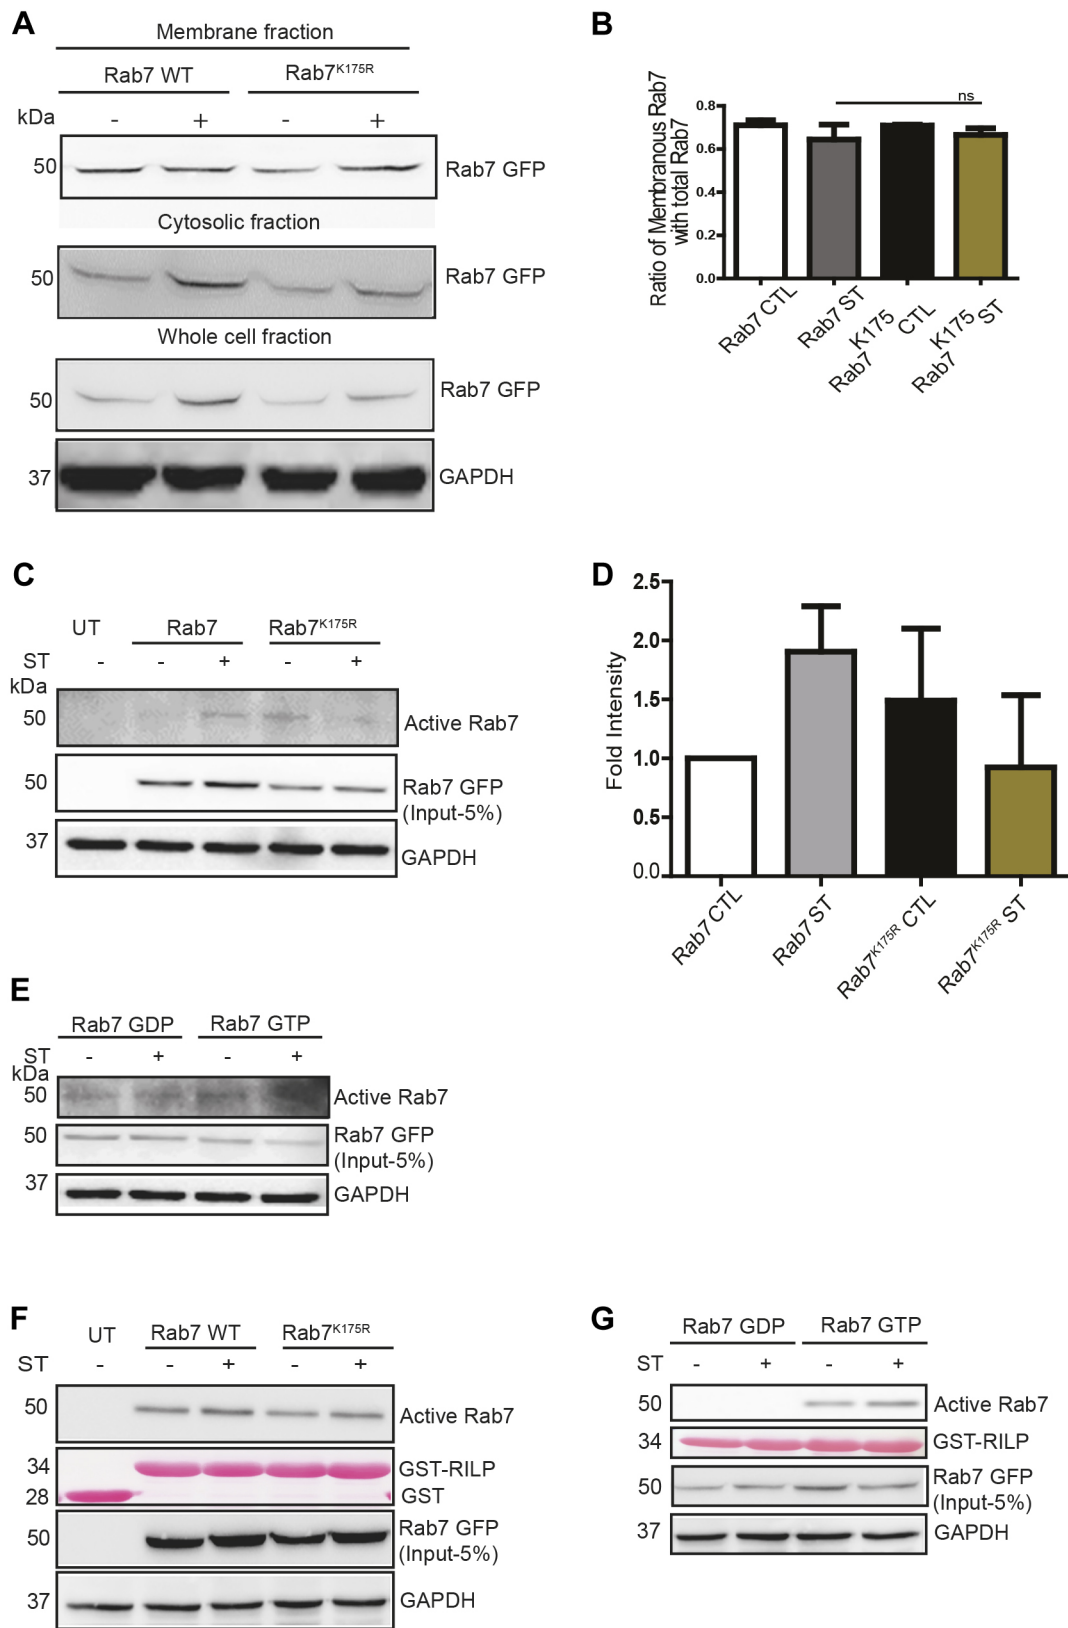 A
Membrane fraction
Rab7 WT Rab7K175R
kDa - + - +
50 Rab7 GFP
Cytosolic fraction
50 Rab7 GFP
Whole cell fraction
50 Rab7 GFP
37 GAPDH
B
Ratio of Membranous Rab7
with total Rab7
0.8
0.6
0.4
0.2
0.0
ns
Rab7 CTL
Rab7 ST
Rab7 K175 CTL
Rab7 K175 ST
C
UT Rab7 Rab7K175R
ST - - + - +
kDa
50 Active Rab7
50 Rab7 GFP
(Input-5%)
37 GAPDH
D
Fold Intensity
2.5
2.0
1.5
1.0
0.5
0.0
Rab7 CTL
Rab7 ST
Rab7K175R CTL
Rab7K175R ST
E
Rab7 GDP Rab7 GTP
ST - + - +
kDa
50 Active Rab7
50 Rab7 GFP
(Input-5%)
37 GAPDH
F
UT Rab7 WT Rab7K175R
ST - - + - +
50 Active Rab7
34 GST-RILP
28 GST
50 Rab7 GFP
(Input-5%)
37 GAPDH
G
Rab7 GDP Rab7 GTP
ST - + - +
50 Active Rab7
34 GST-RILP
50 Rab7 GFP
(Input-5%)
37 GAPDH